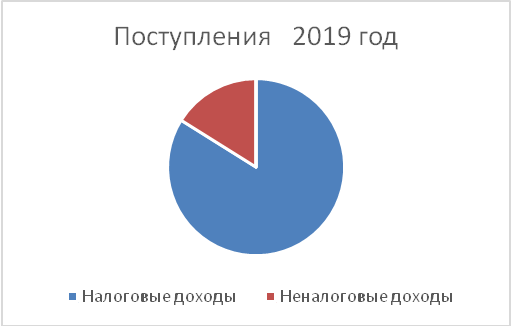 Поступления 2019 год
Налоговые доходы
Неналоговые доходы